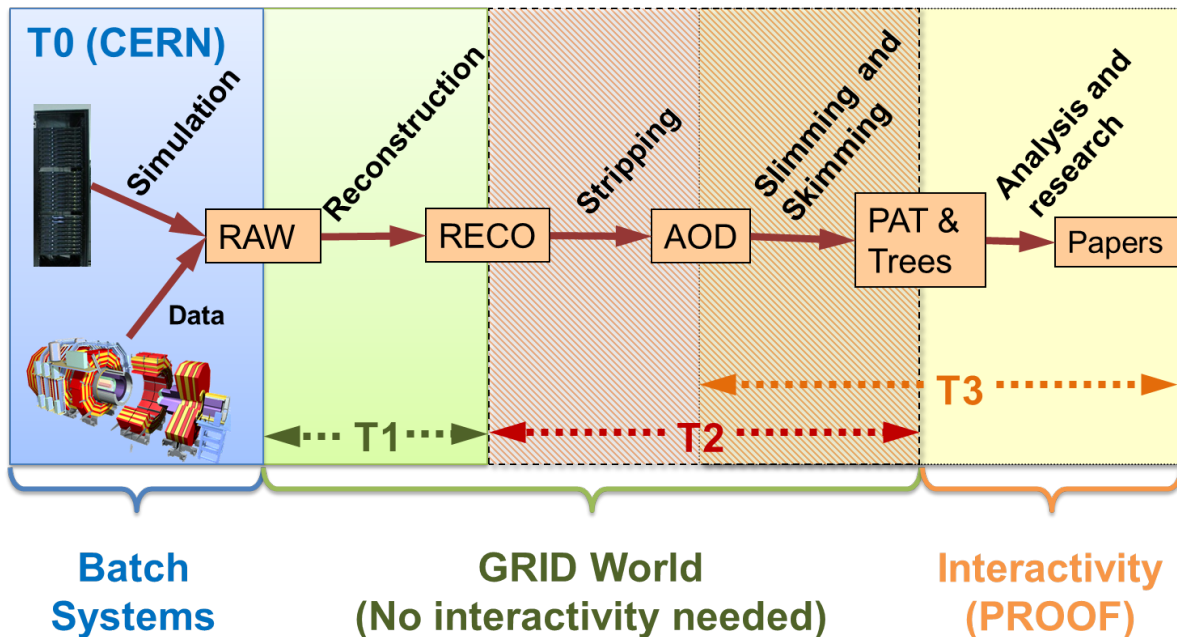 T0 (CERN)
Simulation
Data
RAW
Reconstruction
RECO
Stripping
AOD
Slimming and
Skimming
PAT &
Trees
Analysis and
research
Papers
T1
T2
T3
Batch
Systems
GRID World
(No interactivity needed)
Interactivity
(PROOF)